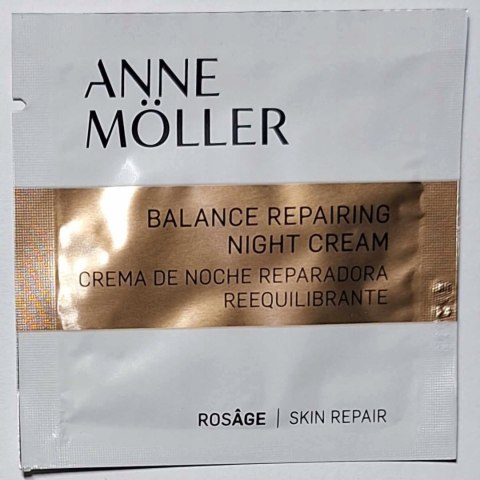 ANNE
MÖLLER
BALANCE REPAIRING
NIGHT CREAM
CREMA DE NOCHE REPARADORA
REEQUILIBRANTE
ROSÂGE | SKIN REPAIR